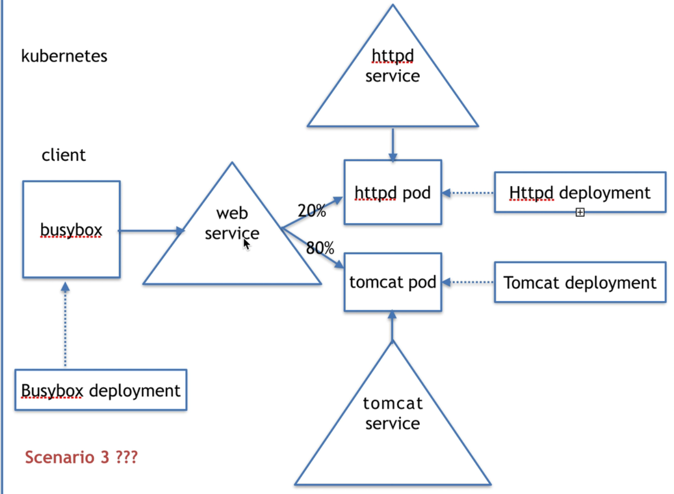 kubernetes
httpd
service
client
busybox
web
service
20%
80%
httpd pod
Httpd deployment
tomcat pod
Tomcat deployment
Busybox deployment
tomcat
service
Scenario 3 ???